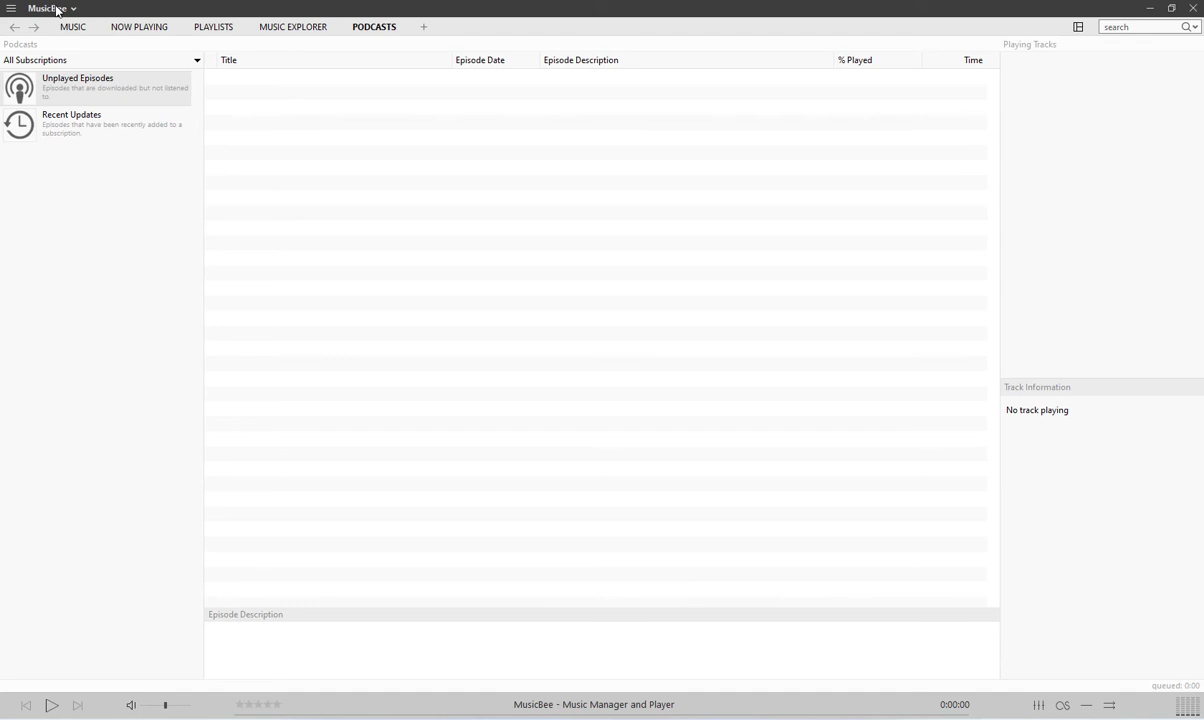 MusicBee
MUSIC NOW PLAYING PLAYLISTS MUSIC EXPLORER PODCASTS + search
Podcasts Playing Tracks
All Subscriptions Title Episode Date Episode Description % Played Time
Unplayed Episodes
Episodes that are downloaded but not listened
to.
Recent Updates
Episodes that have been recently added to a
subscription.
Track Information
No track playing
Episode Description
queued: 0:00
MusicBee - Music Manager and Player 0:00:00